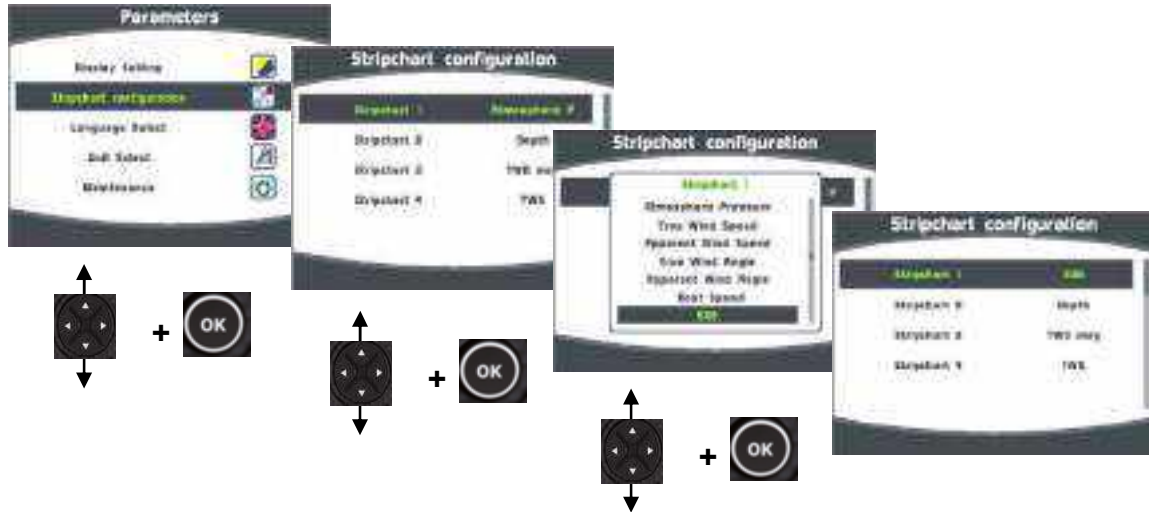 Parameters
Display Setting
Stripchart configuration
Language Select
Unit Select
Maintenance
Stripchart configuration
Stripchart 1 Atmosphere P
Stripchart 2 Depth
Stripchart 3
Stripchart 4 TWS
Stripchart configuration
Stripchart 1
Atmosphere Pressure
True Wind Speed
Apparent Wind Speed
True Wind Angle
Apparent Wind Angle
Boat Speed
Stripchart configuration
Stripchart 1
Stripchart 2 Depth
Stripchart 3
Stripchart 4 TWS
+ OK
+ OK
+ OK